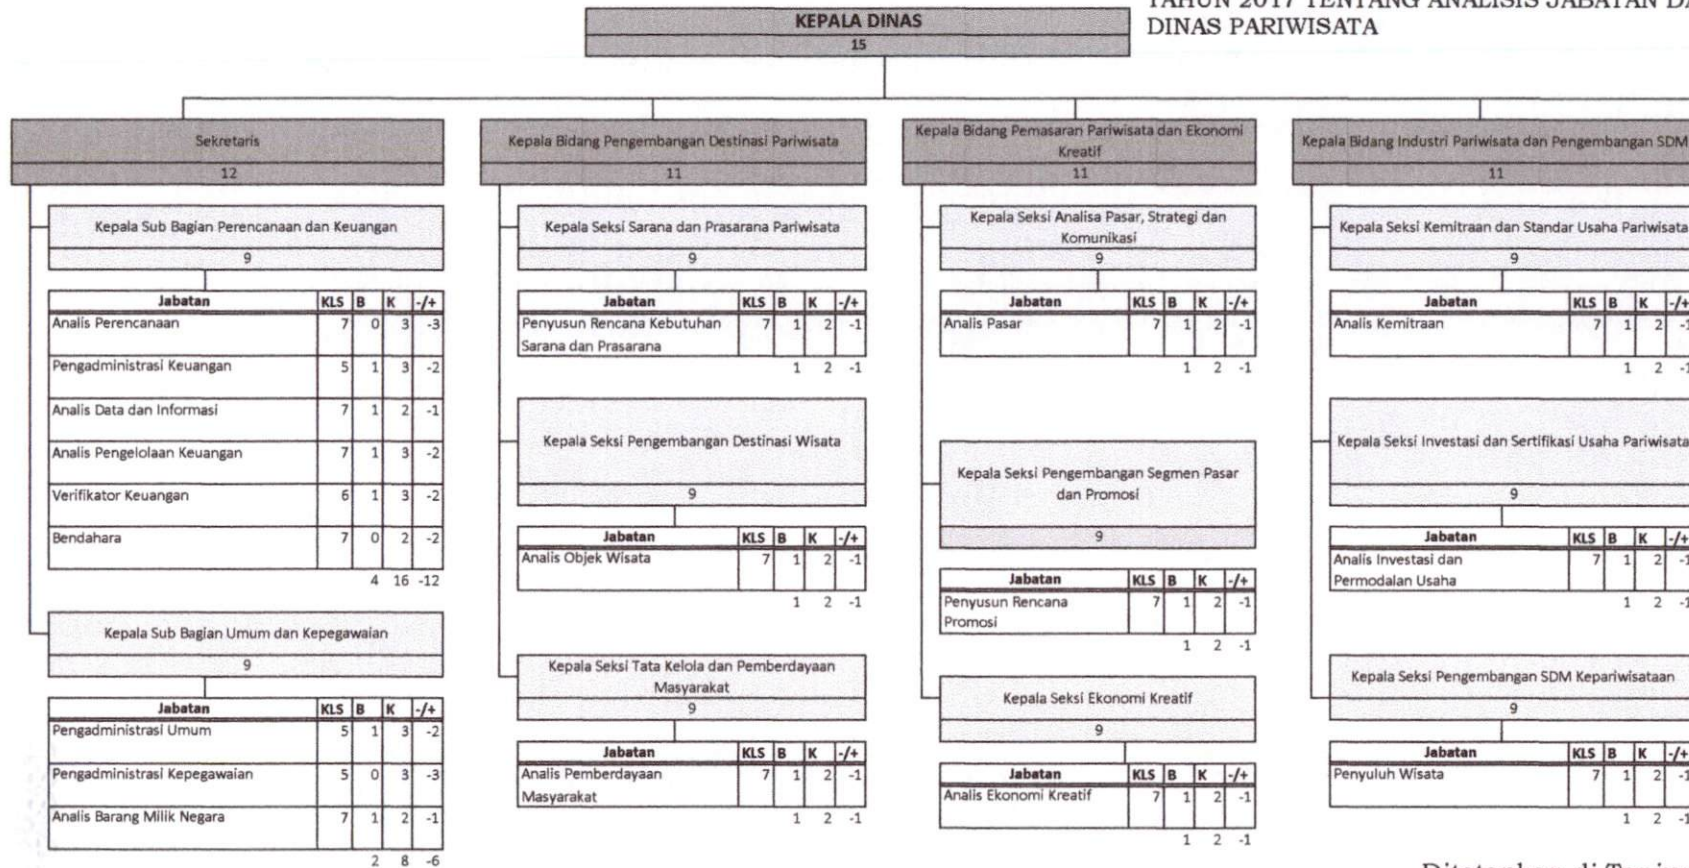 TAHUN 2017 TENTANG ANALISIS JABATAN
DINAS PARIWISATA
KEPALA DINAS
15
Sekretaris
12
Kepala Sub Bagian Perencanaan dan Keuangan
9
Jabatan KLS B K -/+
Analis Perencanaan 7 0 3 -3
Pengadministrasi Keuangan 5 1 3 -2
Analis Data dan Informasi 7 1 2 -1
Analis Pengelolaan Keuangan 7 1 3 -2
Verifikator Keuangan 6 1 3 -2
Bendahara 7 0 2 -2
4 16 -12
Kepala Sub Bagian Umum dan Kepegawaian
9
Jabatan KLS B K -/+
Pengadministrasi Umum 5 1 3 -2
Pengadministrasi Kepegawaian 5 0 3 -3
Analis Barang Milik Negara 7 1 2 -1
2 8 -6
Kepala Bidang Pengembangan Destinasi Pariwisata
11
Kepala Seksi Sarana dan Prasarana Pariwisata
9
Jabatan KLS B K -/+
Penyusun Rencana Kebutuhan 7 1 2 -1
Sarana dan Prasarana
1 2 -1
Kepala Seksi Pengembangan Destinasi Wisata
9
Jabatan KLS B K -/+
Analis Objek Wisata 7 1 2 -1
1 2 -1
Kepala Seksi Tata Kelola dan Pemberdayaan
Masyarakat
9
Jabatan KLS B K -/+
Analis Pemberdayaan 7 1 2 -1
Masyarakat
1 2 -1
Kepala Bidang Pemasaran Pariwisata dan Ekonomi
Kreatif
11
Kepala Seksi Analisa Pasar, Strategi dan
Komunikasi
9
Jabatan KLS B K -/+
Analis Pasar 7 1 2 -1
1 2 -1
Kepala Seksi Pengembangan Segmen Pasar
dan Promosi
9
Jabatan KLS B K -/+
Penyusun Rencana 7 1 2 -1
Promosi
1 2 -1
Kepala Seksi Ekonomi Kreatif
9
Jabatan KLS B K -/+
Analis Ekonomi Kreatif 7 1 2 -1
1 2 -1
Kepala Bidang Industri Pariwisata dan Pengembangan SDM
11
Kepala Seksi Kemitraan dan Standar Usaha Pariwisata
9
Jabatan KLS B K -/+
Analis Kemitraan 7 1 2 -1
1 2 -1
Kepala Seksi Investasi dan Sertifikasi Usaha Pariwisata
9
Jabatan KLS B K -/+
Analis Investasi dan 7 1 2 -1
Permodalan Usaha
1 2 -1
Kepala Seksi Pengembangan SDM Kepariwisataan
9
Jabatan KLS B K -/+
Penyuluh Wisata 7 1 2 -1
1 2 -1